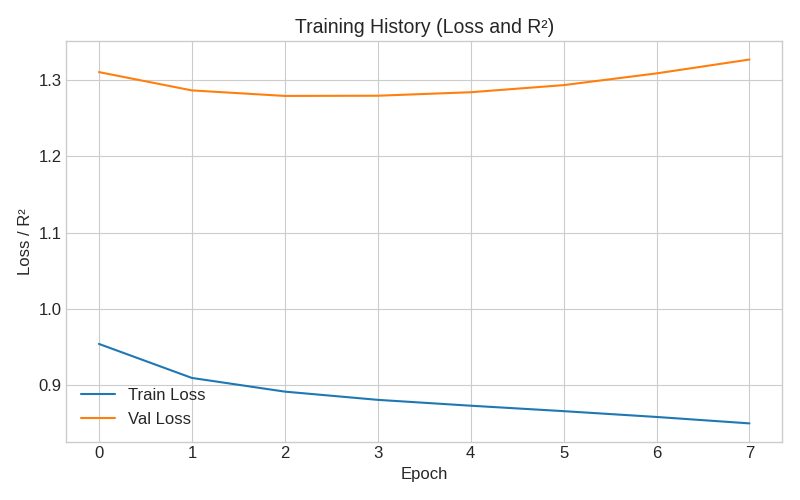 Training History (Loss and R²)
Loss / R²
1.3
1.2
1.1
1.0
0.9
Train Loss
Val Loss
0 1 2 3 4 5 6 7
Epoch